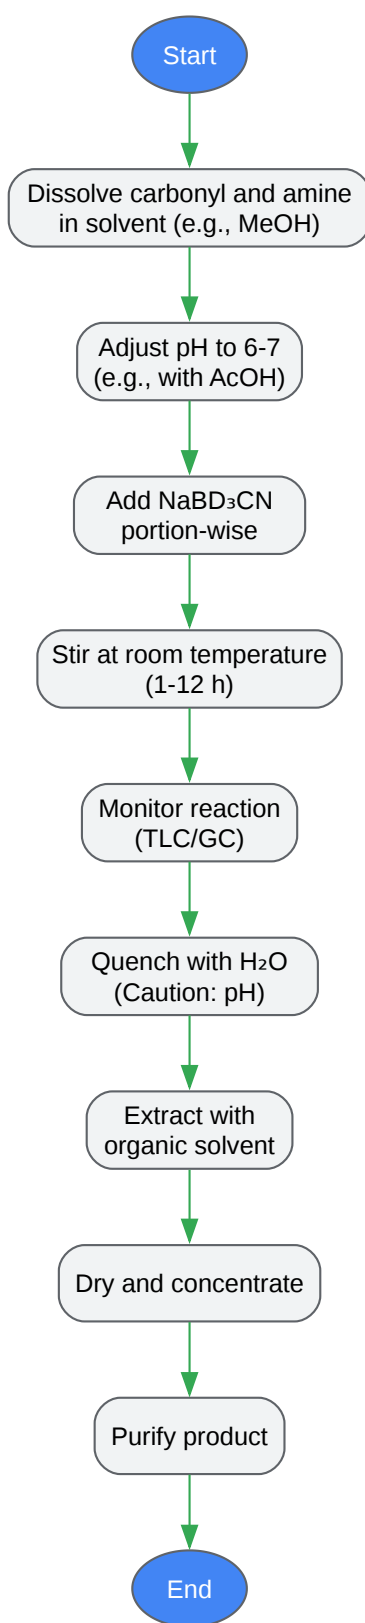 Start
Dissolve carbonyl and amine
in solvent (e.g., MeOH)
Adjust pH to 6-7
(e.g., with AcOH)
Add NaBD₃CN
portion-wise
Stir at room temperature
(1-12 h)
Monitor reaction
(TLC/GC)
Quench with H₂O
(Caution: pH)
Extract with
organic solvent
Dry and concentrate
Purify product
End